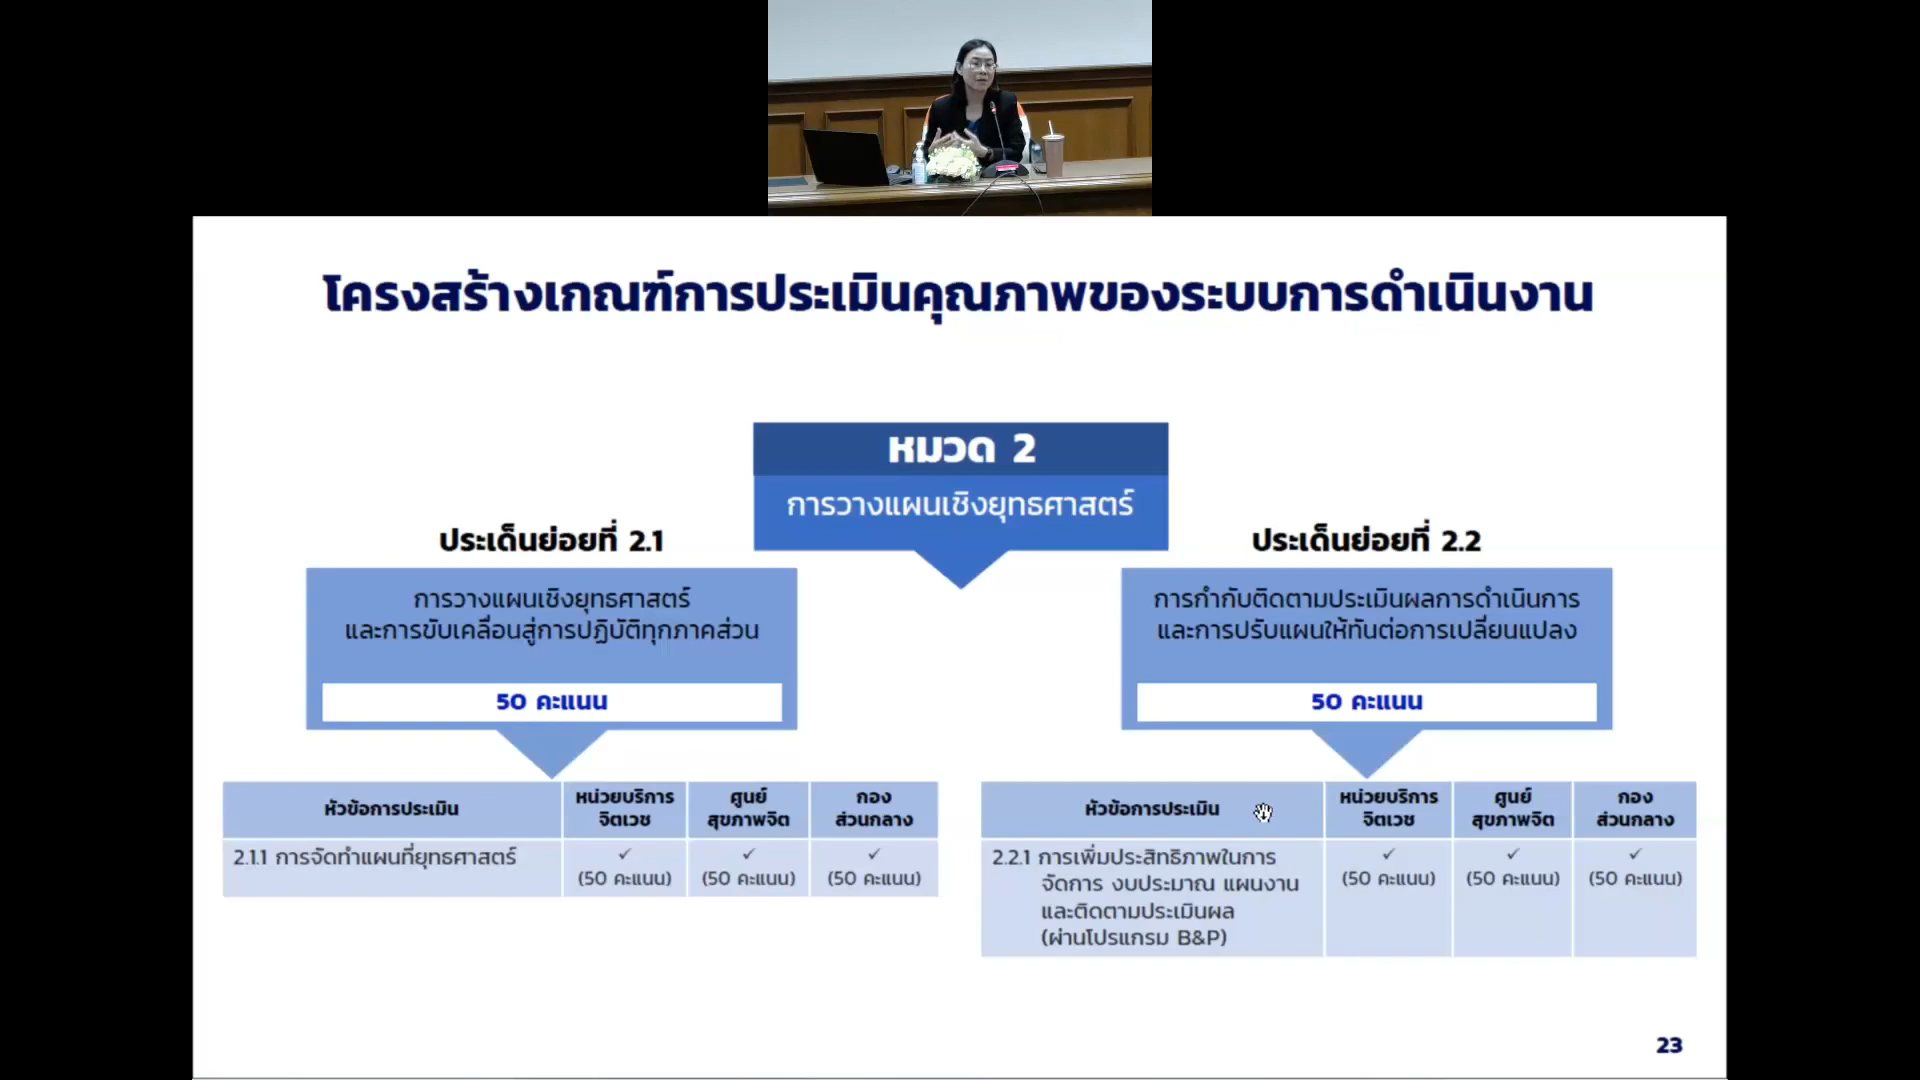 โครงสร้างเกณฑ์การประเมินคุณภาพของระบบการดำเนินงาน
หมวด 2
การวางแผนเชิงยุทธศาสตร์
ประเด็นย่อยที่ 2.1
การวางแผนเชิงยุทธศาสตร์
และการขับเคลื่อนสู่การปฏิบัติทุกภาคส่วน
50 คะแนน
หัวข้อการประเมิน
หน่วยบริการ
จิตเวช
ศูนย์
สุขภาพจิต
กอง
ส่วนกลาง
2.1.1 การจัดทำแผนที่ยุทธศาสตร์
✓
(50 คะแนน)
✓
(50 คะแนน)
✓
(50 คะแนน)
ประเด็นย่อยที่ 2.2
การกำกับติดตามประเมินผลการดำเนินการ
และการปรับแผนให้ทันต่อการเปลี่ยนแปลง
50 คะแนน
หัวข้อการประเมิน
หน่วยบริการ
จิตเวช
ศูนย์
สุขภาพจิต
กอง
ส่วนกลาง
2.2.1 การเพิ่มประสิทธิภาพในการ
จัดการ งบประมาณ แผนงาน
และติดตามประเมินผล
(ผ่านโปรแกรม B&P)
✓
(50 คะแนน)
✓
(50 คะแนน)
✓
(50 คะแนน)
23